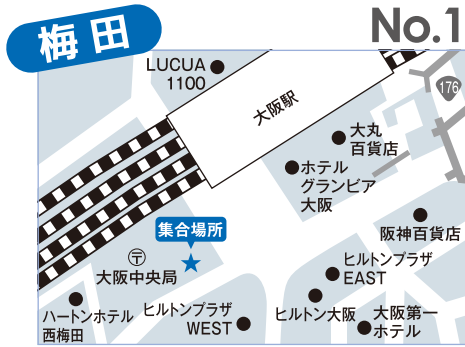 梅田
No.1
LUCUA
1100
大阪駅
176
大丸
百貨店
ホテル
グランビア
大阪
集合場所
阪神百貨店
〒
大阪中央局
ヒルトンプラザ
EAST
ハートンホテル
西梅田
ヒルトンプラザ
WEST
ヒルトン大阪
大阪第一
ホテル